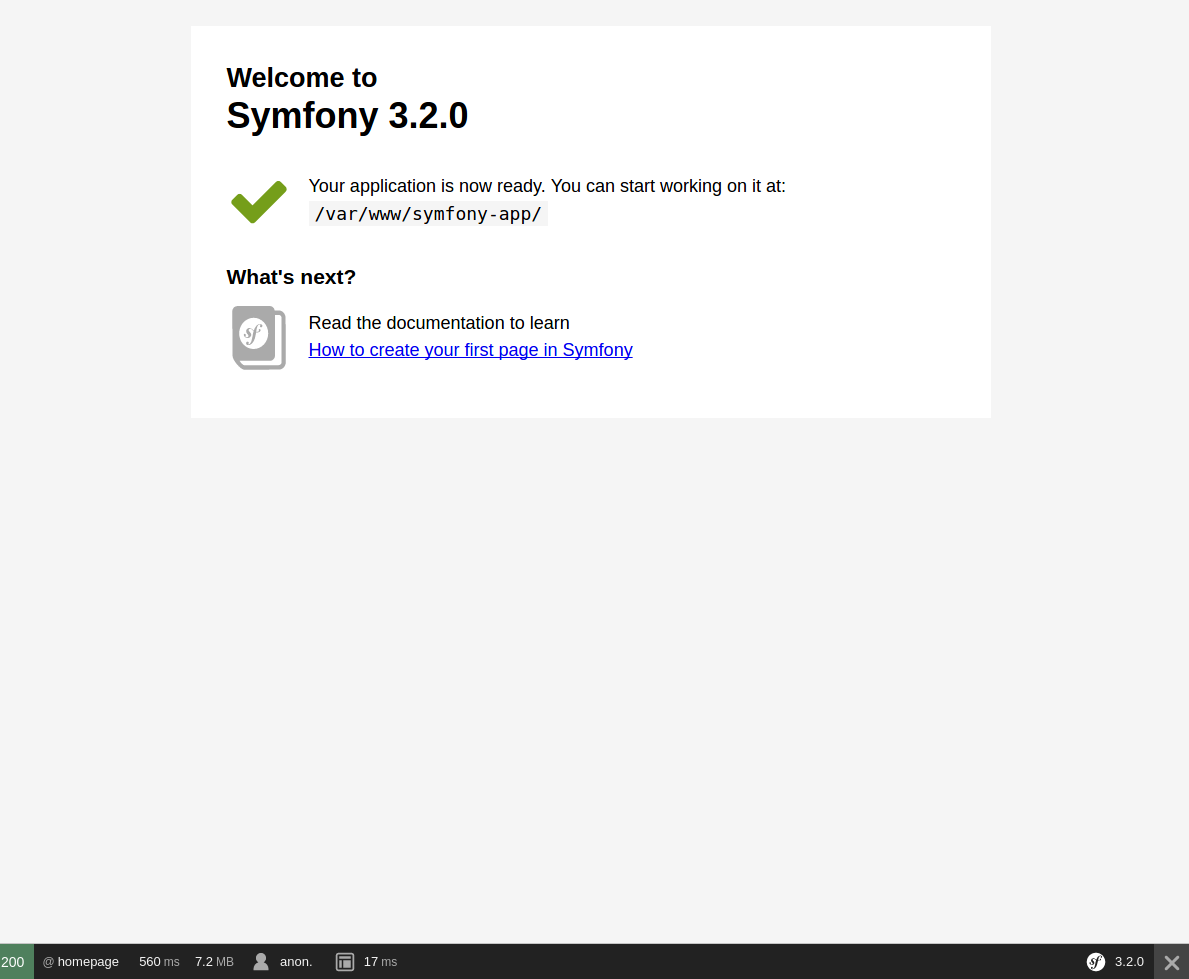 Welcome to
Symfony 3.2.0
Your application is now ready. You can start working on it at:
/var/www/symfony-app/
What's next?
sf
Read the documentation to learn
How to create your first page in Symfony
200 @ homepage 560 ms 7.2 MB anon. 17 ms sf 3.2.0